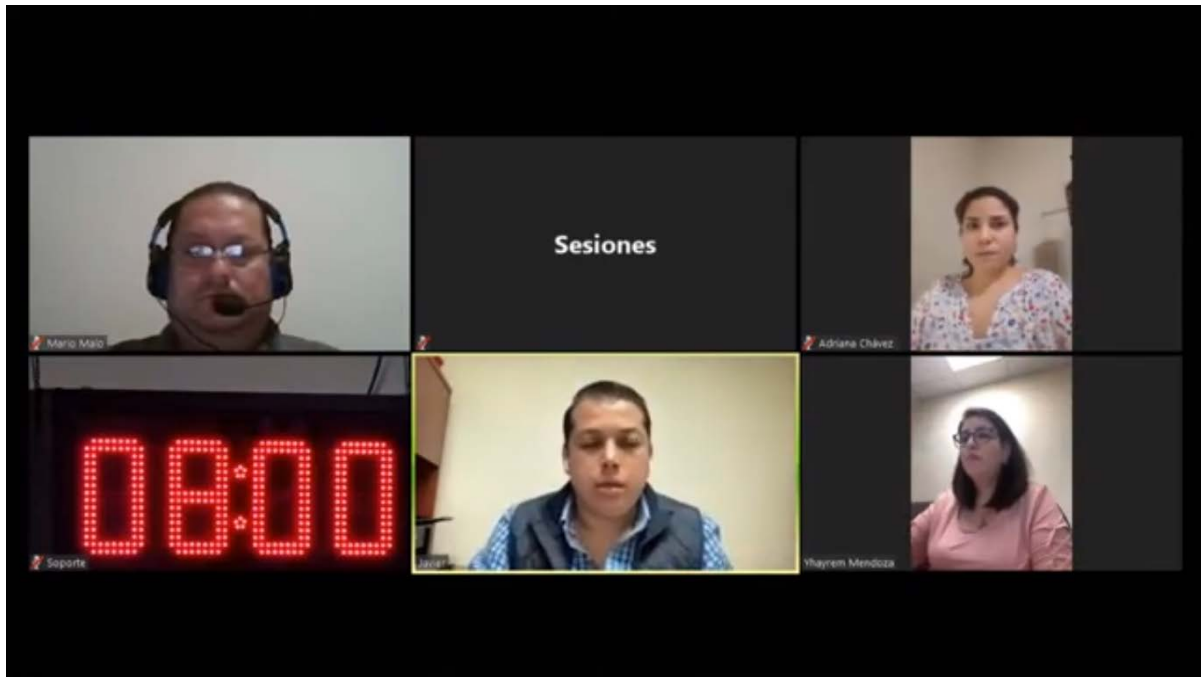 Sesiones
Mario Malo
Adriana Chávez
08:00
Soporte
Javier
Yhayrem Mendoza